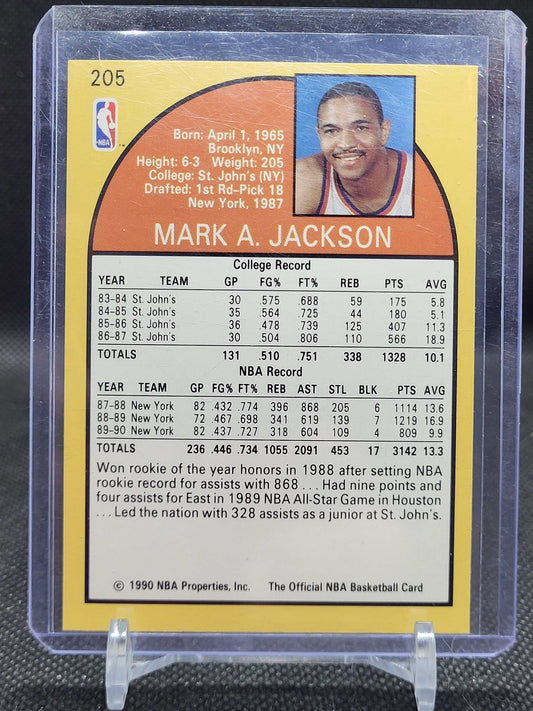 205
NBA
TM
Born: April 1, 1965
Brooklyn, NY
Height: 6-3 Weight: 205
College: St. John's (NY)
Drafted: 1st Rd-Pick 18
New York, 1987
MARK A. JACKSON
College Record
YEAR TEAM GP FG% FT% REB PTS AVG
83-84 St. John's 30 .575 .688 59 175 5.8
84-85 St. John's 35 .564 .725 44 180 5.1
85-86 St. John's 36 .478 .739 125 407 11.3
86-87 St. John's 30 .504 .806 110 566 18.9
TOTALS 131 .510 .751 338 1328 10.1
NBA Record
YEAR TEAM GP FG% FT% REB AST STL BLK PTS AVG
87-88 New York 82 .432 .774 396 868 205 6 1114 13.6
88-89 New York 72 .467 .698 341 619 139 7 1219 16.9
89-90 New York 82 .437 .727 318 604 109 4 809 9.9
TOTALS 236 .446 .734 1055 2091 453 17 3142 13.3
Won rookie of the year honors in 1988 after setting NBA
rookie record for assists with 868 . . . Had nine points and
four assists for East in 1989 NBA All-Star Game in Houston
. . . Led the nation with 328 assists as a junior at St. John's.
© 1990 NBA Properties, Inc. The Official NBA Basketball Card